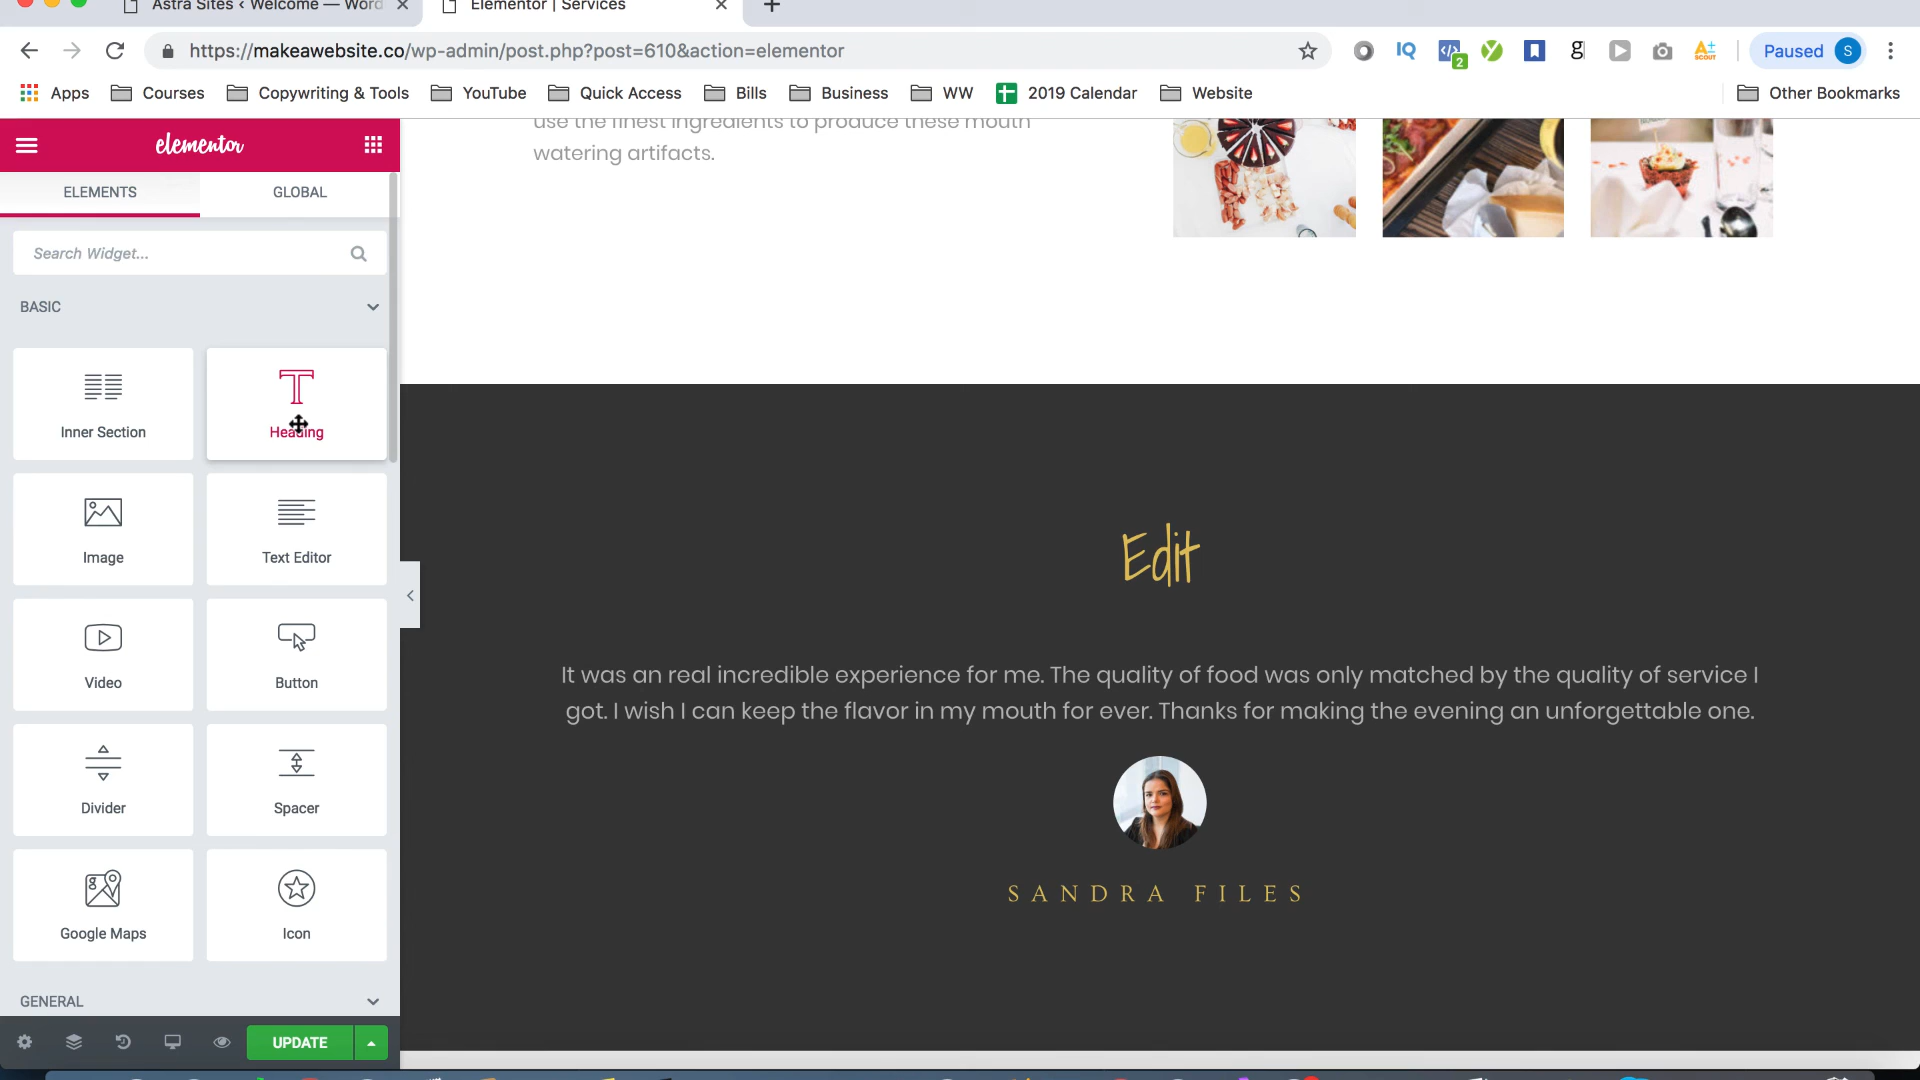 Astra Sites ‹ Welcome — Word
Elementor | Services
https://makeawebsite.co/wp-admin/post.php?post=610&action=elementor
2
Paused S
Apps
Courses
Copywriting & Tools
YouTube
Quick Access
Bills
Business
WW
2019 Calendar
Website
Other Bookmarks
elementor
ELEMENTS
GLOBAL
Search Widget...
BASIC
Inner Section
Heading
Image
Text Editor
Video
Button
Divider
Spacer
Google Maps
Icon
GENERAL
UPDATE
use the finest ingredients to produce these mouth
watering artifacts.
Edit
It was an real incredible experience for me. The quality of food was only matched by the quality of service I
got. I wish I can keep the flavor in my mouth for ever. Thanks for making the evening an unforgettable one.
SANDRA FILES